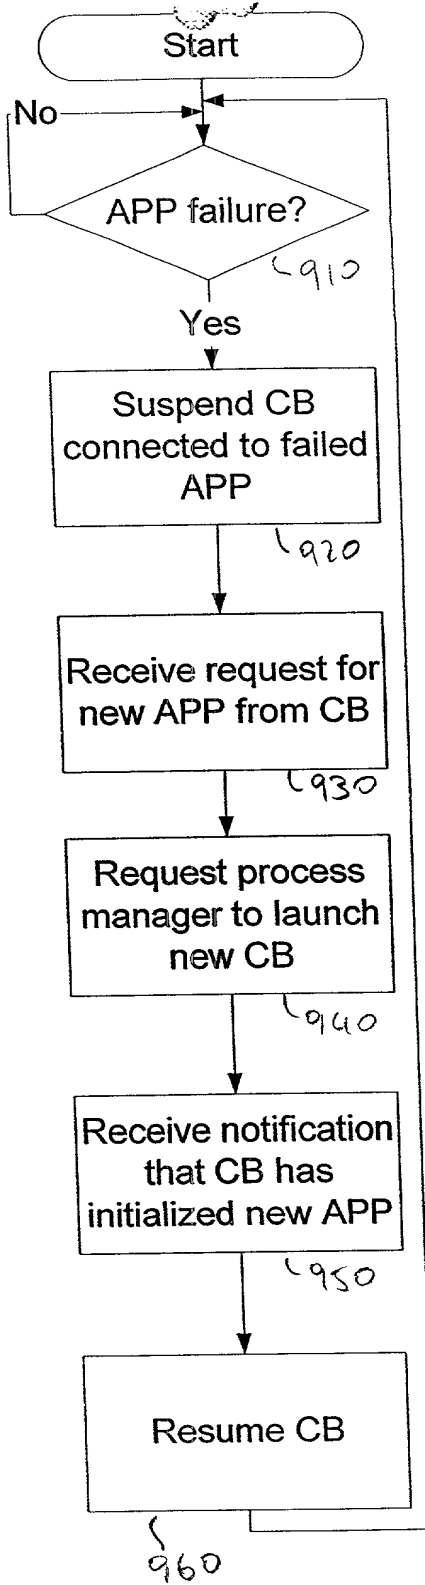 Start
No
APP failure?
910
Yes
Suspend CB
connected to failed
APP
920
Receive request for
new APP from CB
930
Request process
manager to launch
new CB
940
Receive notification
that CB has
initialized new APP
950
Resume CB
960